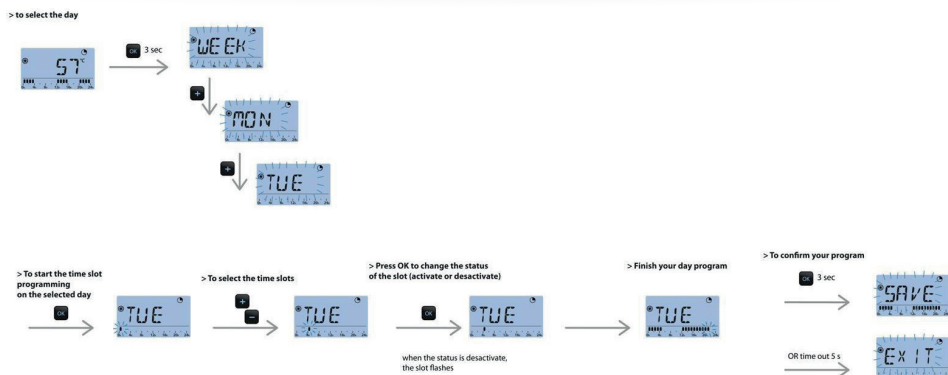 > to select the day
57°C
OK 3 sec
WEEK
+
MON
+
TUE
> To start the time slot
programming
on the selected day
OK
TUE
> To select the time slots
+
−
TUE
> Press OK to change the status
of the slot (activate or desactivate)
OK
when the status is desactivate,
the slot flashes
TUE
> Finish your day program
TUE
> To confirm your program
OK 3 sec
SAVE
OR time out 5 s
EXIT